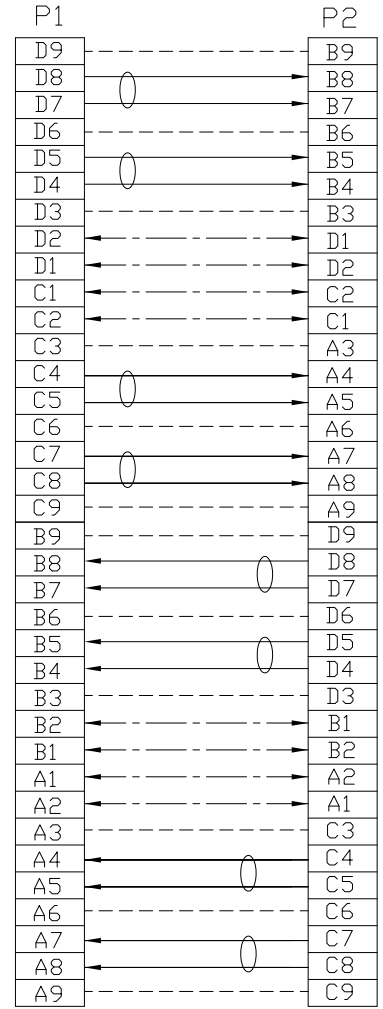 P1 P2
D9 B9
D8 B8
D7 B7
D6 B6
D5 B5
D4 B4
D3 B3
D2 D1
D1 D2
C1 C2
C2 C1
C3 A3
C4 A4
C5 A5
C6 A6
C7 A7
C8 A8
C9 A9
B9 D9
B8 D8
B7 D7
B6 D6
B5 D5
B4 D4
B3 D3
B2 B1
B1 B2
A1 A2
A2 A1
A3 C3
A4 C4
A5 C5
A6 C6
A7 C7
A8 C8
A9 C9